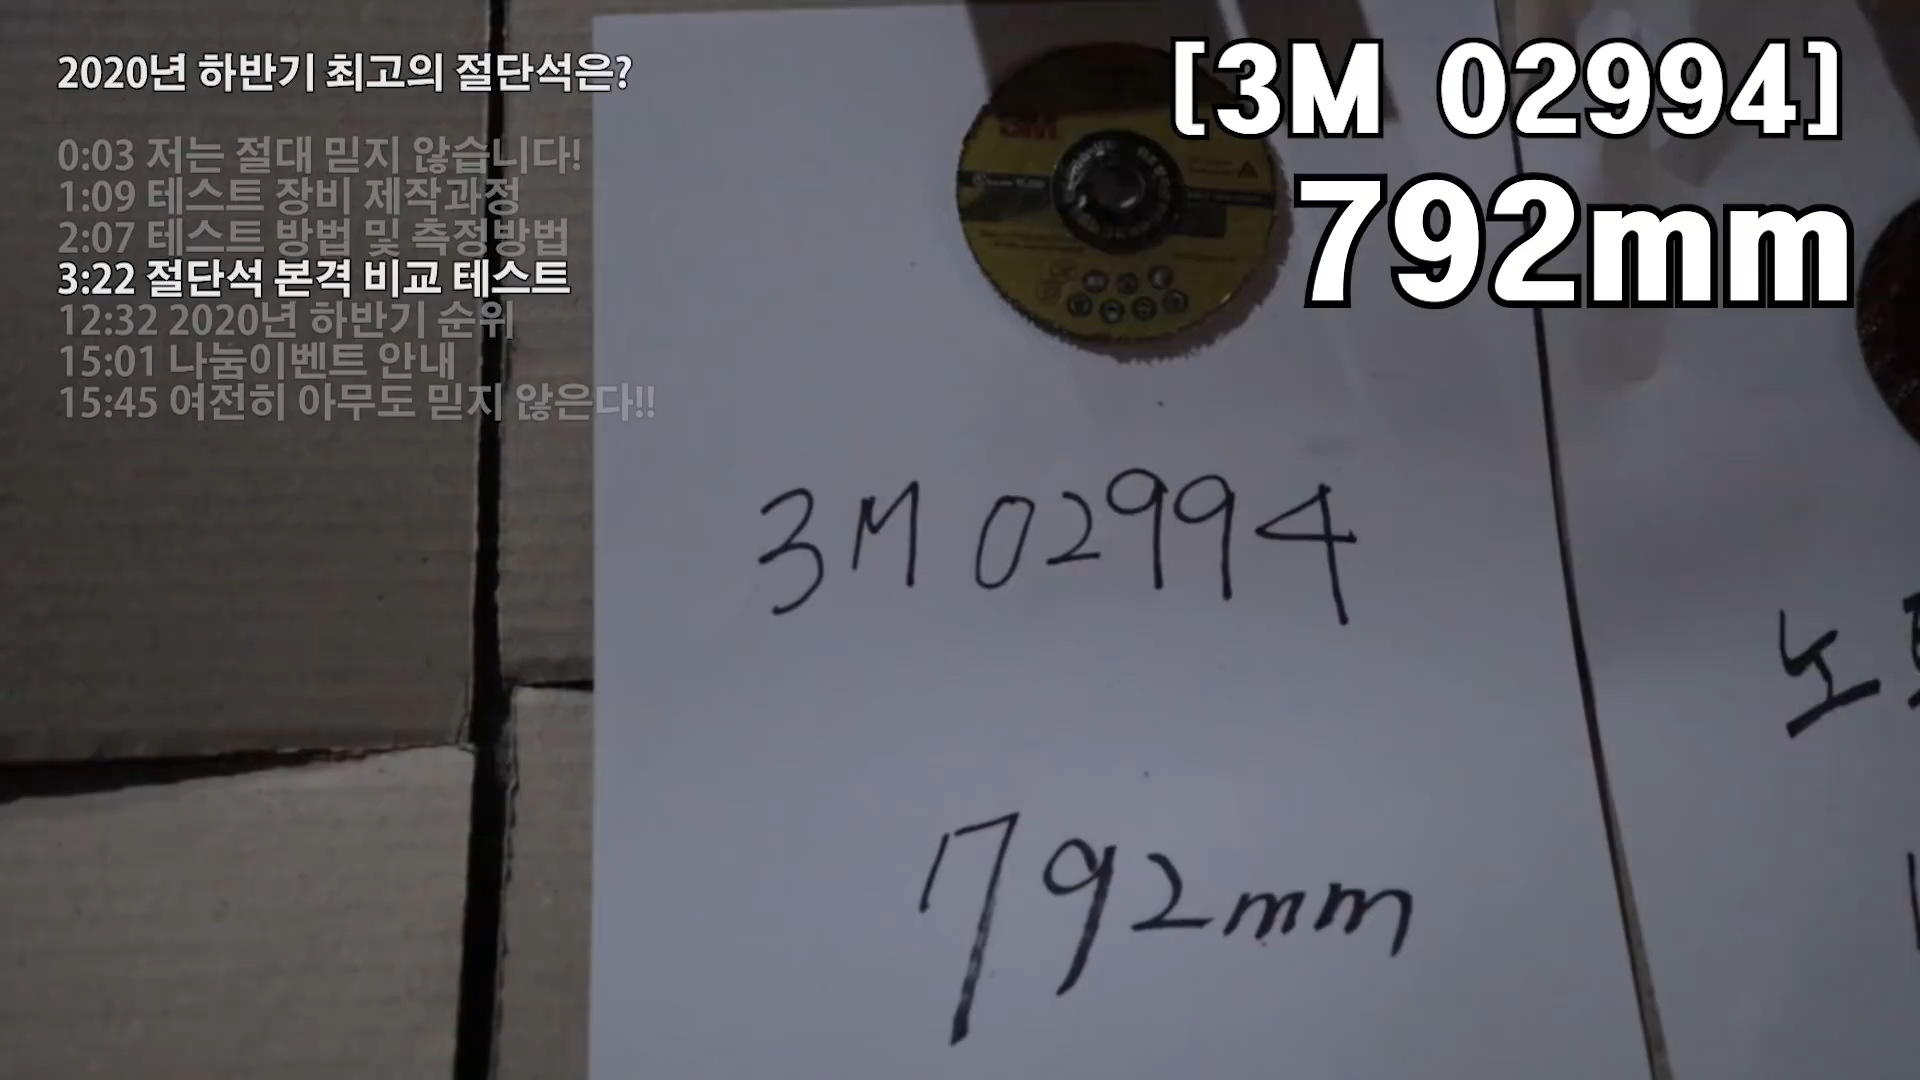 2020년 하반기 최고의 절단석은?
0:03 저는 절대 믿지 않습니다!
1:09 테스트 장비 제작과정
2:07 테스트 방법 및 측정방법
3:22 절단석 본격 비교 테스트
12:32 2020년 하반기 순위
15:01 나눔이벤트 안내
15:45 여전히 아무도 믿지 않은다!!
[3M 02994]
792mm
3M
3M 02994
792mm
노